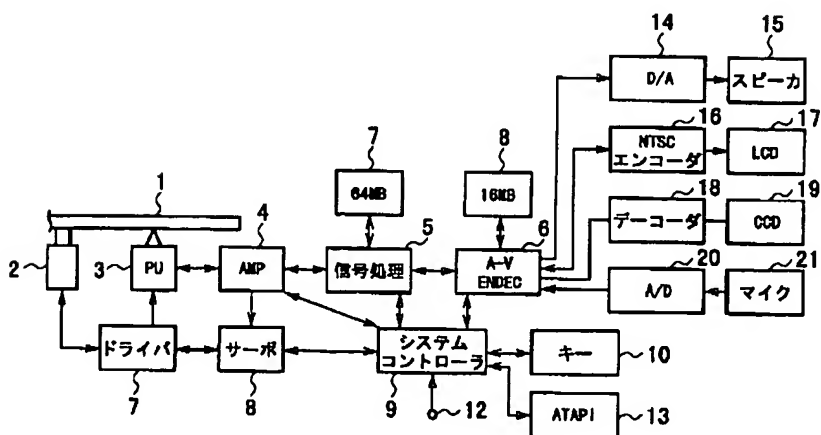 14
15
D/A
スピーカ
16
17
NTSC
エンコーダ
LCD
7
8
64MB
16MB
18
19
デーコーダ
CCD
1
4
5
6
20
21
2
3
PU
AMP
信号処理
A-V
ENDEC
A/D
マイク
ドライバ
サーボ
システム
コントローラ
キー
7
8
9
12
10
ATAPI
13